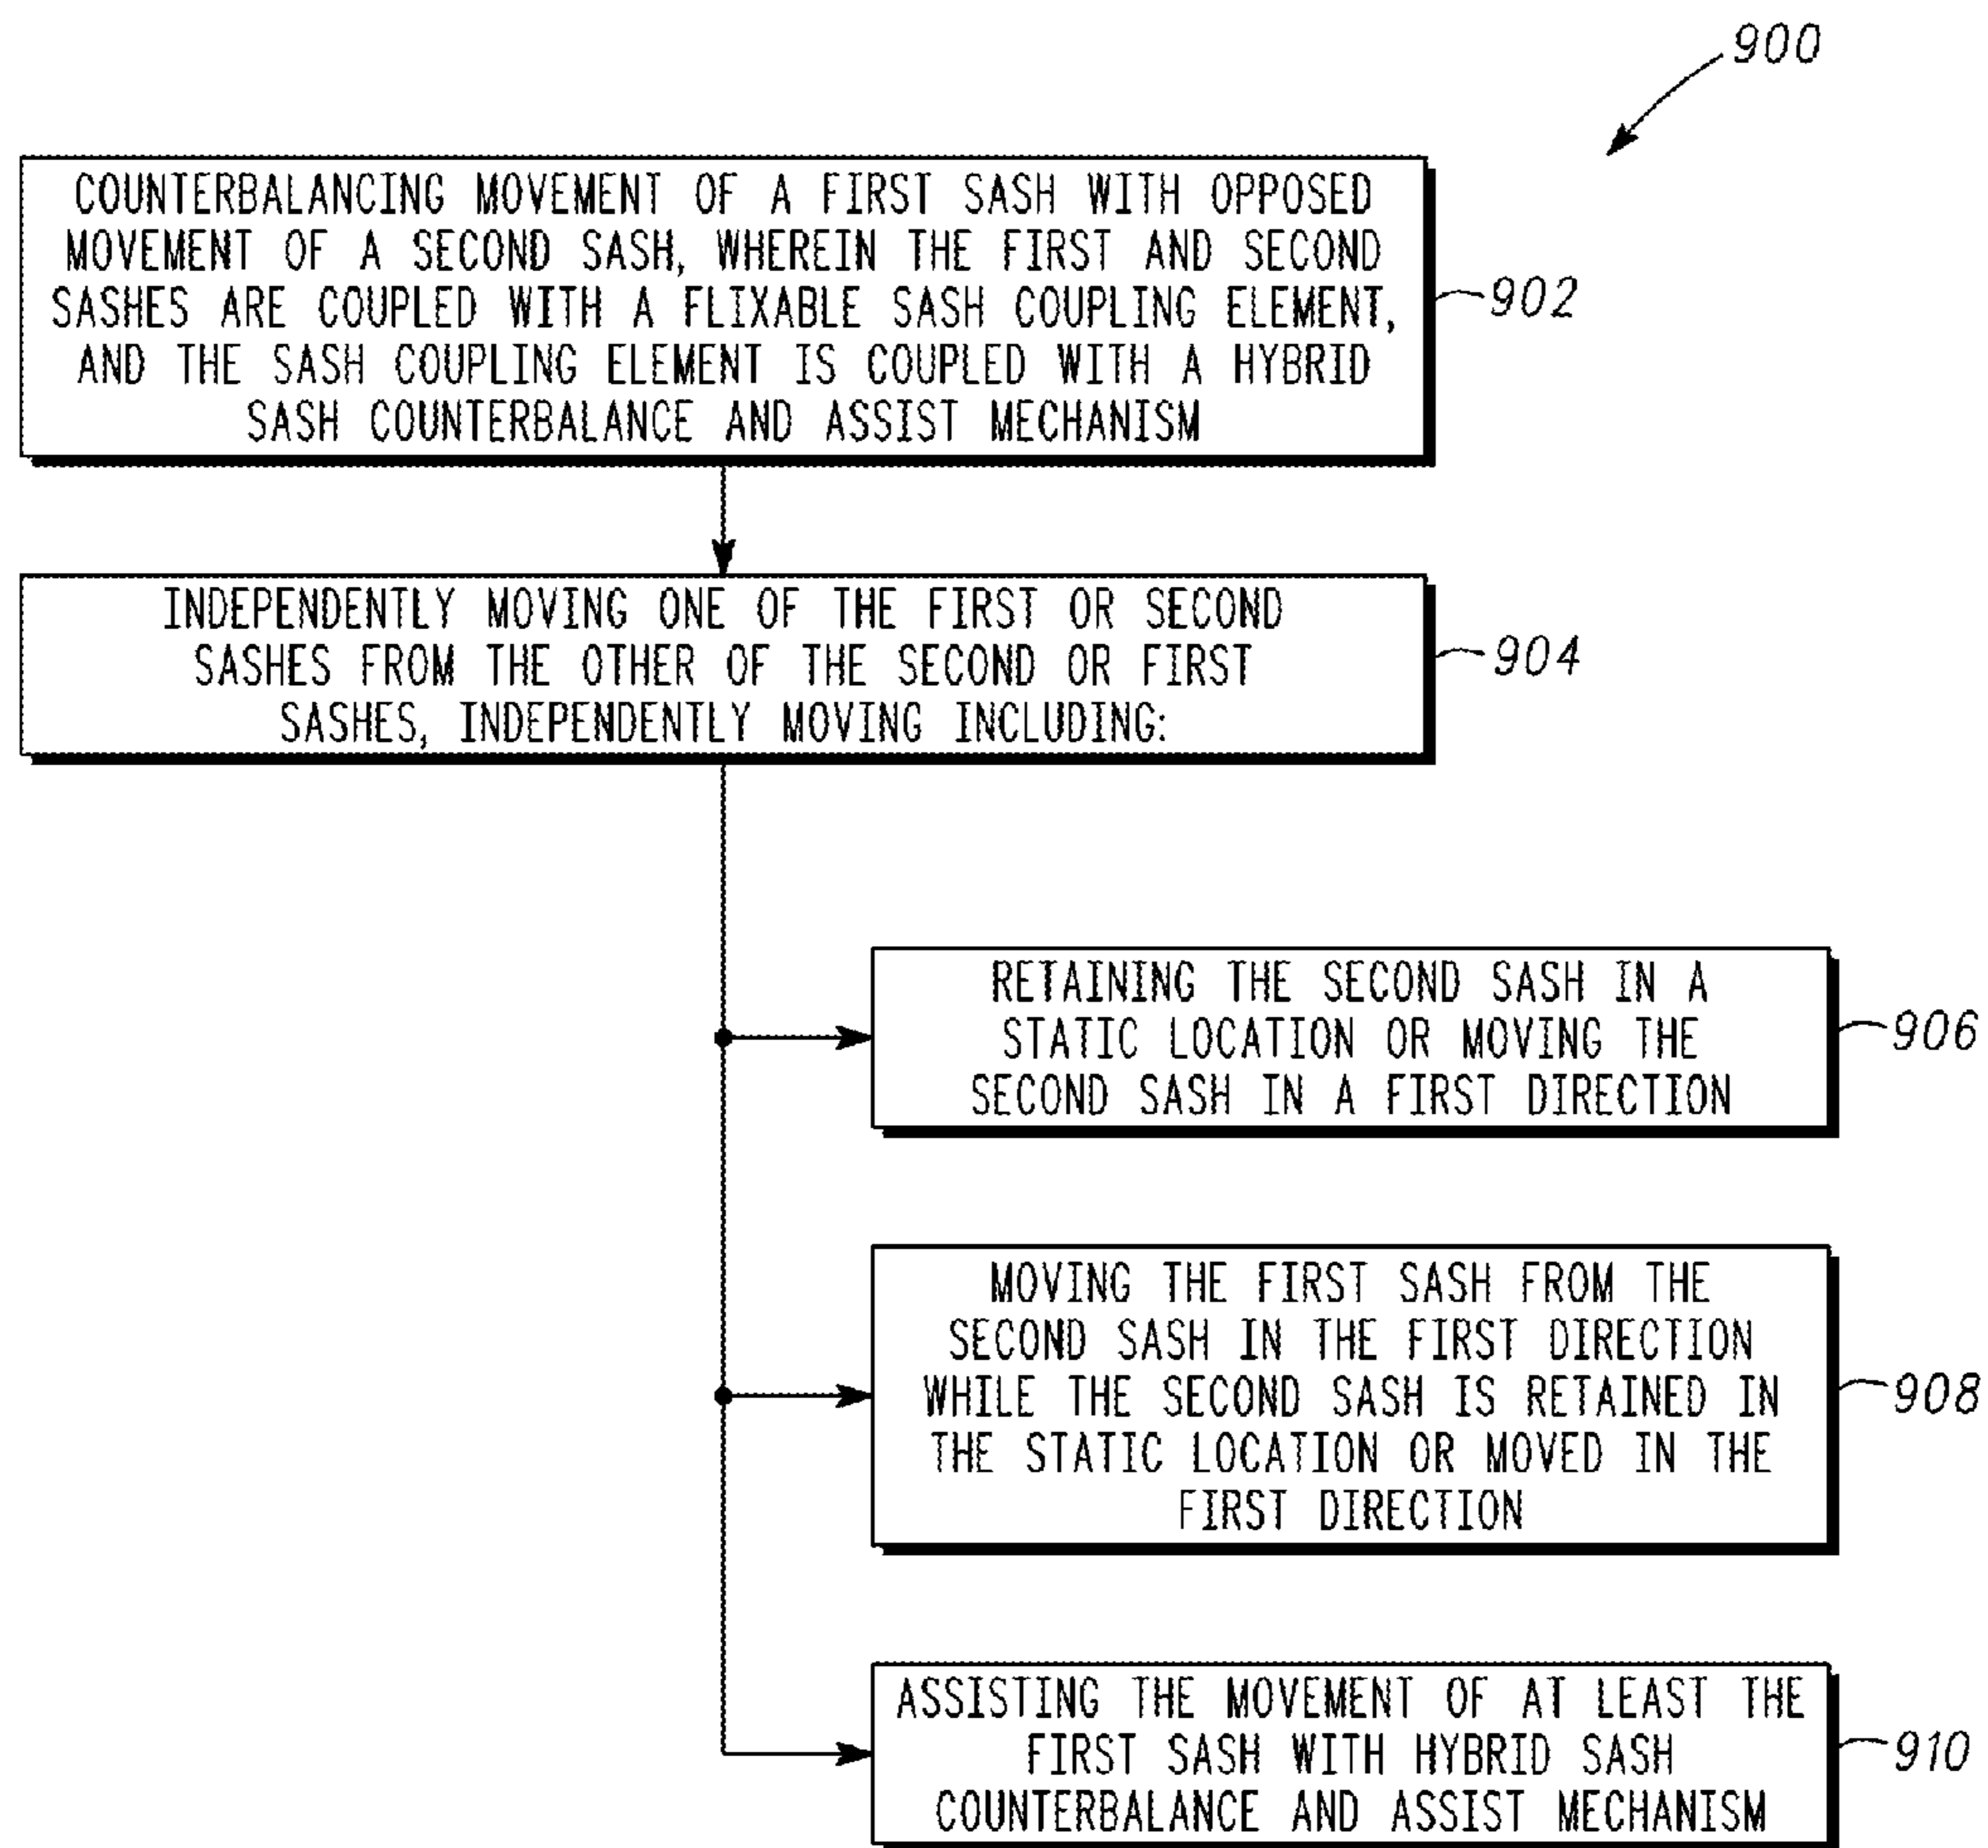 900
COUNTERBALANCING MOVEMENT OF A FIRST SASH WITH OPPOSED
MOVEMENT OF A SECOND SASH, WHEREIN THE FIRST AND SECOND
SASHES ARE COUPLED WITH A FLIXABLE SASH COUPLING ELEMENT,
AND THE SASH COUPLING ELEMENT IS COUPLED WITH A HYBRID
SASH COUNTERBALANCE AND ASSIST MECHANISM
902
INDEPENDENTLY MOVING ONE OF THE FIRST OR SECOND
SASHES FROM THE OTHER OF THE SECOND OR FIRST
SASHES, INDEPENDENTLY MOVING INCLUDING:
904
RETAINING THE SECOND SASH IN A
STATIC LOCATION OR MOVING THE
SECOND SASH IN A FIRST DIRECTION
906
MOVING THE FIRST SASH FROM THE
SECOND SASH IN THE FIRST DIRECTION
WHILE THE SECOND SASH IS RETAINED IN
THE STATIC LOCATION OR MOVED IN THE
FIRST DIRECTION
908
ASSISTING THE MOVEMENT OF AT LEAST THE
FIRST SASH WITH HYBRID SASH
COUNTERBALANCE AND ASSIST MECHANISM
910